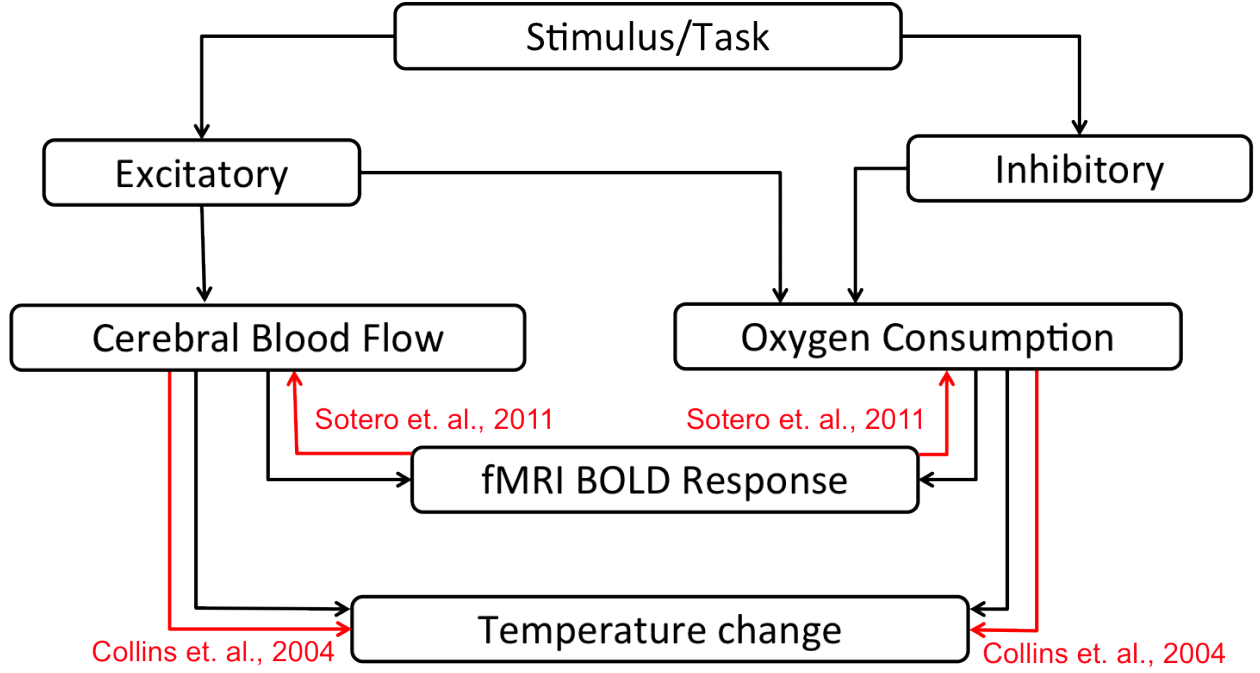 Stimulus/Task
Excitatory
Inhibitory
Cerebral Blood Flow
Oxygen Consumption
Sotero et. al., 2011
Sotero et. al., 2011
fMRI BOLD Response
Temperature change
Collins et. al., 2004
Collins et. al., 2004